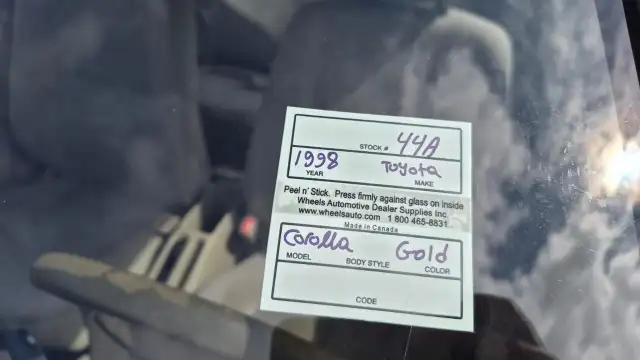 STOCK # 44A
1998 Toyota
YEAR MAKE
Peel n' Stick. Press firmly against glass on inside
Wheels Automotive Dealer Supplies Inc.
www.wheelsauto.com 1 800 465-8831
Made in Canada
Corolla Gold
MODEL BODY STYLE COLOR
CODE